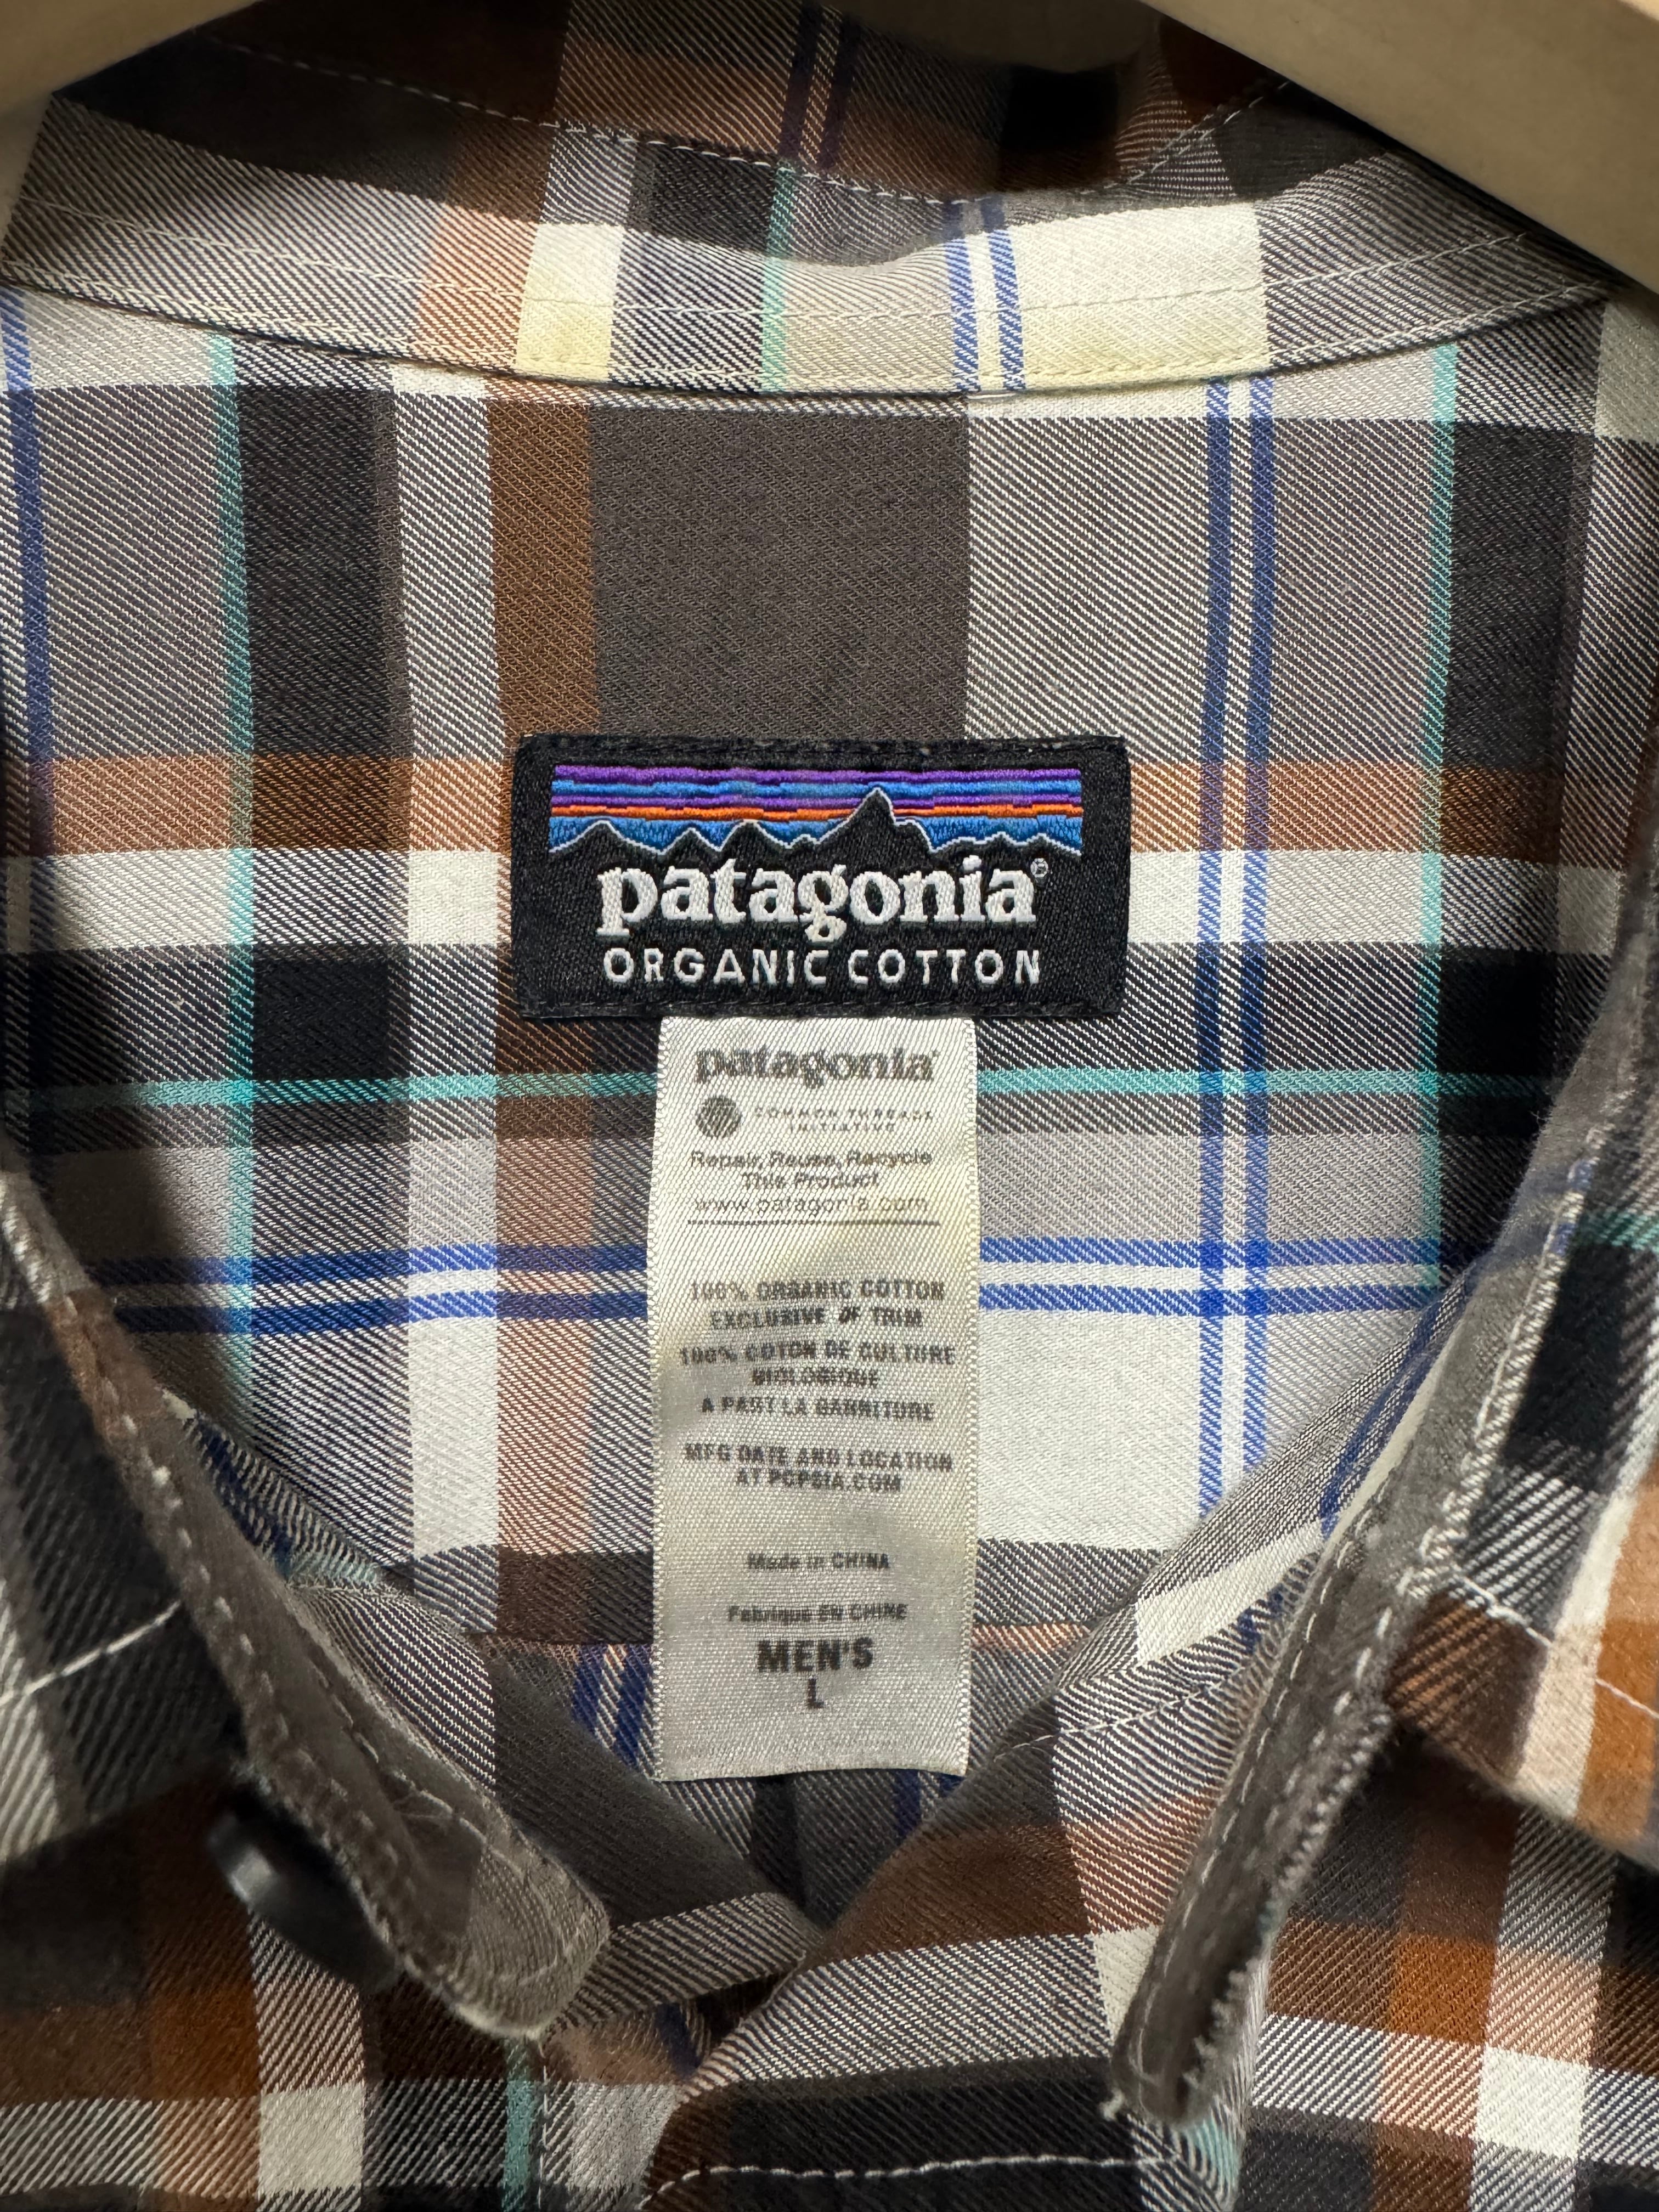 patagonia®
ORGANIC COTTON
patagonia®
COMMON THREADS
INITIATIVE
Repair, Reuse, Recycle
This Product
www.patagonia.com
100% ORGANIC COTTON
EXCLUSIVE OF TRIM
100% COTON DE CULTURE
BIOLOGIQUE
A PART LA GARNITURE
MFG DATE AND LOCATION
AT PCPSIA.COM
Made in CHINA
Fabrique EN CHINE
MEN'S
L